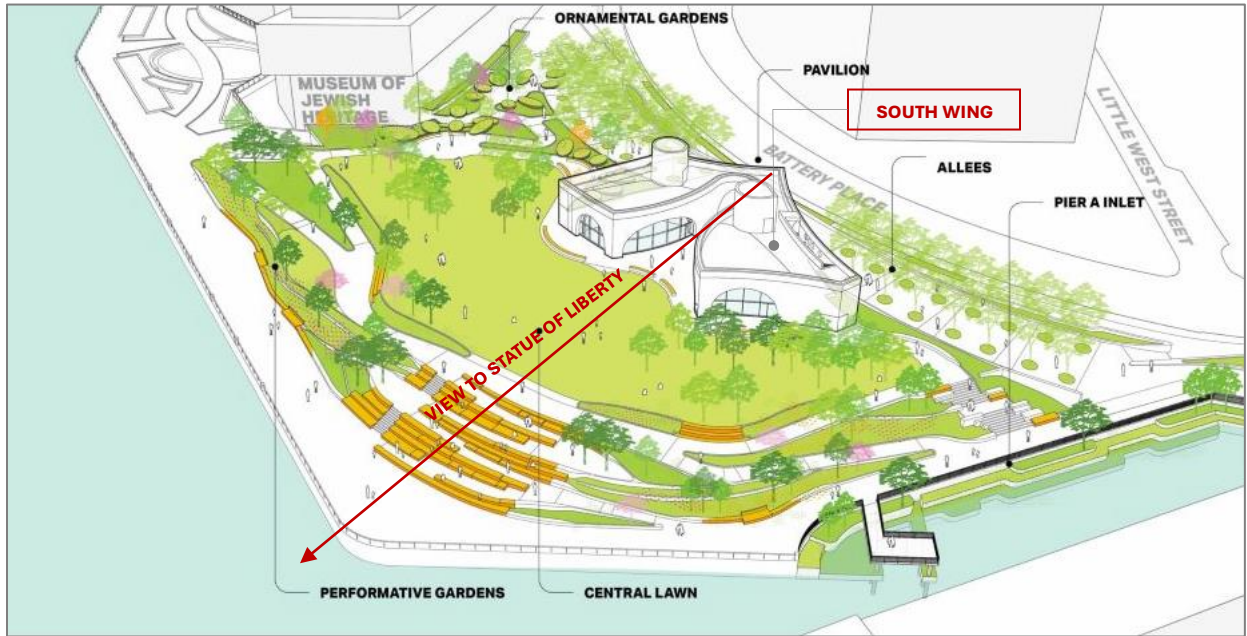 ORNAMENTAL GARDENS
PAVILION
MUSEUM OF
JEWISH
HERITAGE
SOUTH WING
BATTERY PLACE
ALLEES
LITTLE WEST STREET
PIER A INLET
VIEW TO STATUE OF LIBERTY
PERFORMATIVE GARDENS
CENTRAL LAWN